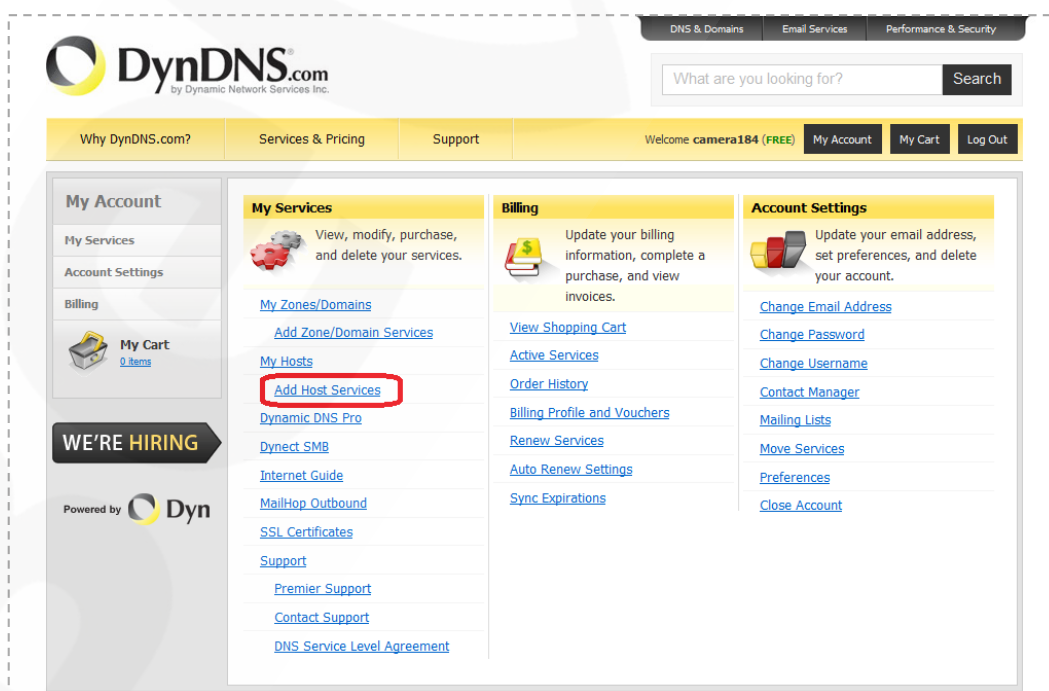 DNS & Domains Email Services Performance & Security
DynDNS.com
by Dynamic Network Services Inc.
What are you looking for? Search
Why DynDNS.com? Services & Pricing Support Welcome camera184 (FREE) My Account My Cart Log Out
My Account
My Services
Account Settings
Billing
My Cart
0 items
WE'RE HIRING
Powered by Dyn
My Services
View, modify, purchase,
and delete your services.
My Zones/Domains
Add Zone/Domain Services
My Hosts
Add Host Services
Dynamic DNS Pro
Dynect SMB
Internet Guide
MailHop Outbound
SSL Certificates
Support
Premier Support
Contact Support
DNS Service Level Agreement
Billing
Update your billing
information, complete a
purchase, and view
invoices.
View Shopping Cart
Active Services
Order History
Billing Profile and Vouchers
Renew Services
Auto Renew Settings
Sync Expirations
Account Settings
Update your email address,
set preferences, and delete
your account.
Change Email Address
Change Password
Change Username
Contact Manager
Mailing Lists
Move Services
Preferences
Close Account